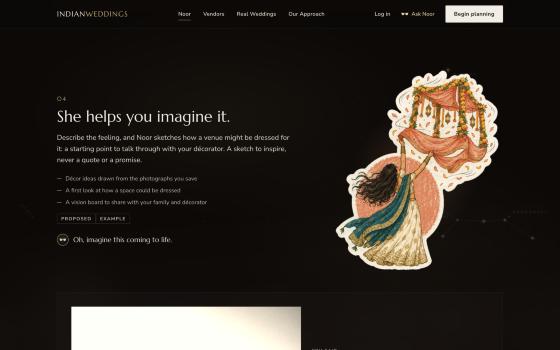 INDIANWEDDINGS
Noor
Vendors
Real Weddings
Our Approach
Log in
Ask Noor
Begin planning
04
She helps you imagine it.
Describe the feeling, and Noor sketches how a venue might be dressed for
it: a starting point to talk through with your décorator. A sketch to inspire,
never a quote or a promise.
— Décor ideas drawn from the photographs you save
— A first look at how a space could be dressed
— A vision board to share with your family and décorator
PROPOSED EXAMPLE
Oh, imagine this coming to life.